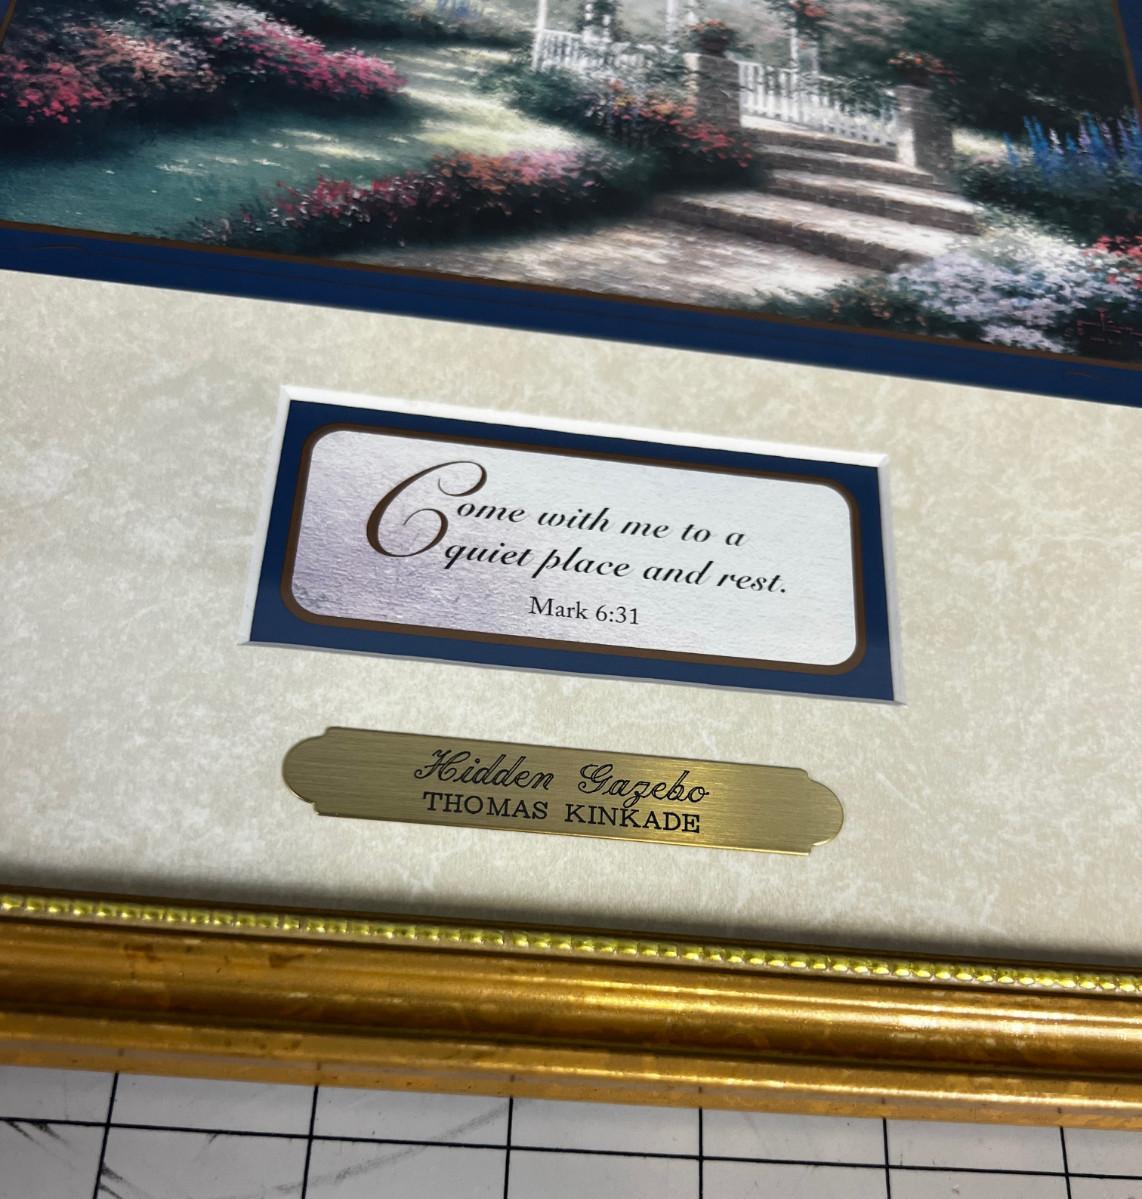 Come with me to a
quiet place and rest.
Mark 6:31
Hidden Gazebo
THOMAS KINKADE